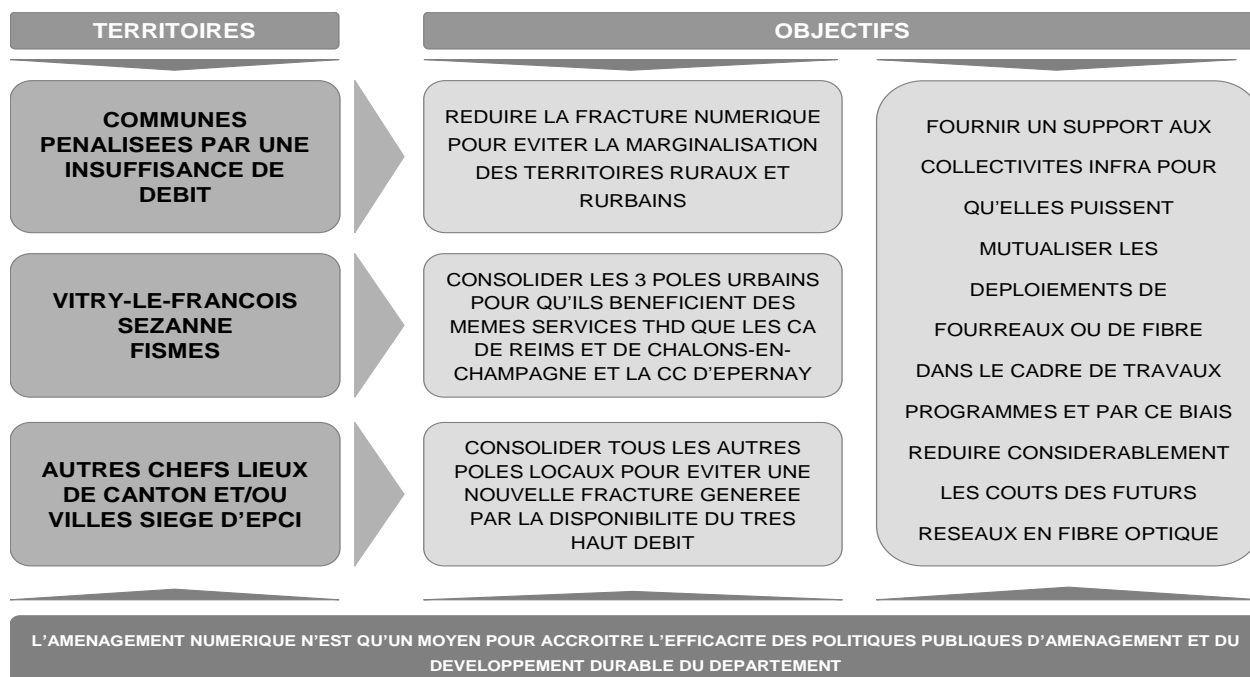 TERRITOIRES
OBJECTIFS
COMMUNES
PENALISEES PAR UNE
INSUFFISANCE DE
DEBIT
REDUIRE LA FRACTURE NUMERIQUE
POUR EVITER LA MARGINALISATION
DES TERRITOIRES RURAUX ET
RURBAINS
VITRY-LE-FRANCOIS
SEZANNE
FISMES
CONSOLIDER LES 3 POLES URBAINS
POUR QU'ILS BENEFICIENT DES
MEMES SERVICES THD QUE LES CA
DE REIMS ET DE CHALONS-EN-
CHAMPAGNE ET LA CC D'EPERNAY
AUTRES CHEFS LIEUX
DE CANTON ET/OU
VILLES SIEGE D'EPCI
CONSOLIDER TOUS LES AUTRES
POLES LOCAUX POUR EVITER UNE
NOUVELLE FRACTURE GENEREE
PAR LA DISPONIBILITE DU TRES
HAUT DEBIT
FOURNIR UN SUPPORT AUX
COLLECTIVITES INFRA POUR
QU'ELLES PUISSENT
MUTUALISER LES
DEPLOIEMENTS DE
FOURREAUX OU DE FIBRE
DANS LE CADRE DE TRAVAUX
PROGRAMMES ET PAR CE BIAIS
REDUIRE CONSIDERABLEMENT
LES COUTS DES FUTURS
RESEAUX EN FIBRE OPTIQUE
L'AMENAGEMENT NUMERIQUE N'EST QU'UN MOYEN POUR ACCROITRE L'EFFICACITE DES POLITIQUES PUBLIQUES D'AMENAGEMENT ET DU
DEVELOPPEMENT DURABLE DU DEPARTEMENT